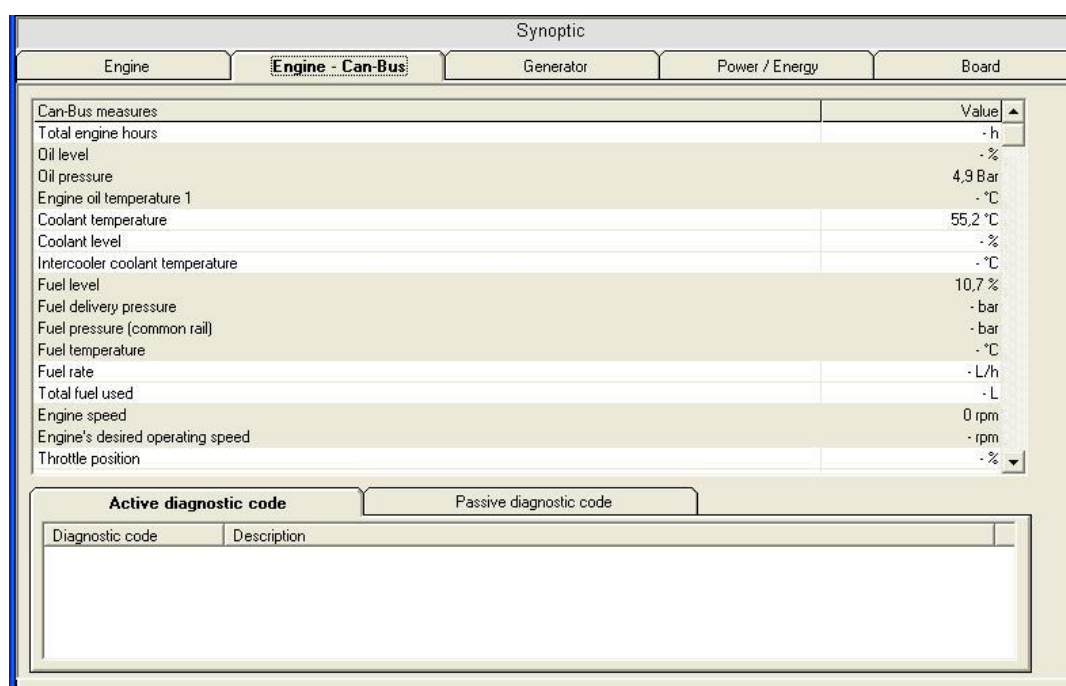 Synoptic
Engine Engine - Can-Bus Generator Power / Energy Board
Can-Bus measures Value
Total engine hours - h
Oil level - %
Oil pressure 4,9 Bar
Engine oil temperature 1 - °C
Coolant temperature 55,2 °C
Coolant level - %
Intercooler coolant temperature - °C
Fuel level 10,7 %
Fuel delivery pressure - bar
Fuel pressure (common rail) - bar
Fuel temperature - °C
Fuel rate - L/h
Total fuel used - L
Engine speed 0 rpm
Engine's desired operating speed - rpm
Throttle position - %
Active diagnostic code Passive diagnostic code
Diagnostic code Description